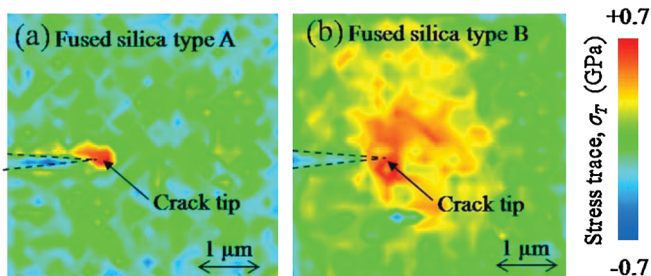 (a) Fused silica type A
Crack tip
1 μm
(b) Fused silica type B
Crack tip
1 μm
+0.7
Stress trace, σT (GPa)
-0.7